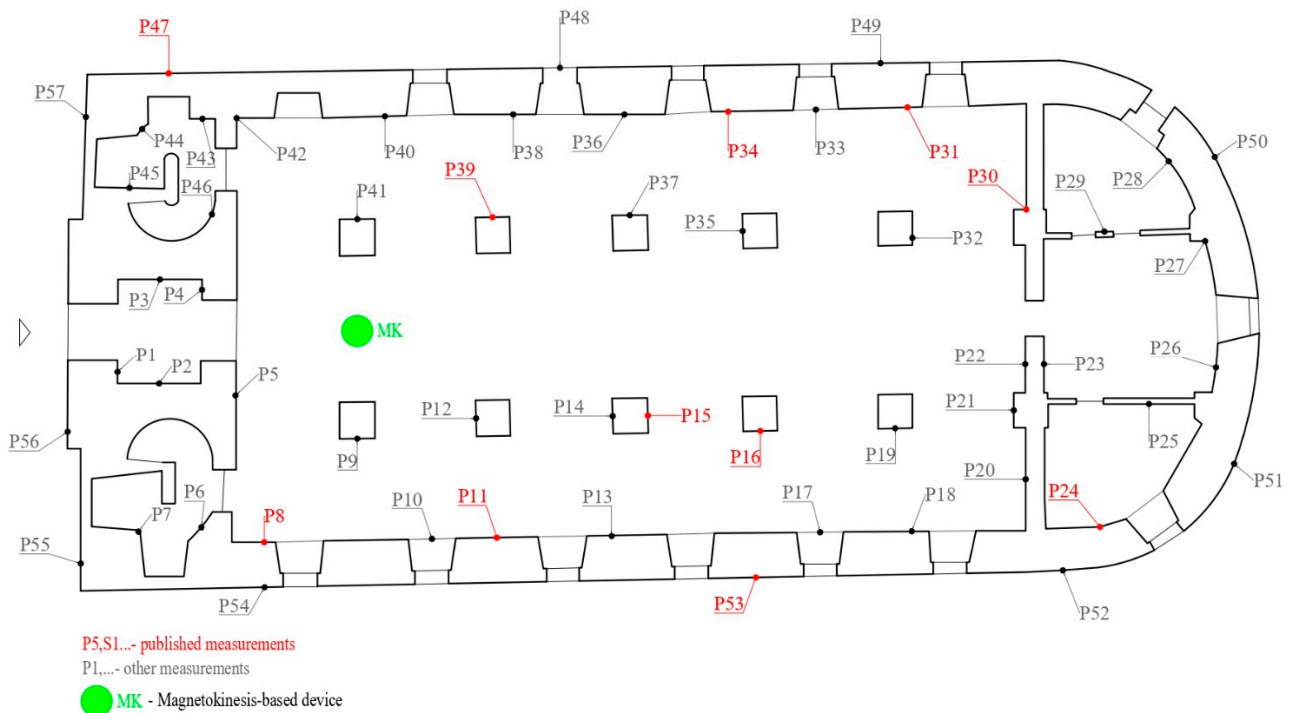 P47
P48
P49
P57
P44
P43
P42
P40
P38
P36
P34
P33
P31
P50
P45
P46
P41
P39
P37
P35
P32
P30
P29
P28
P27
P3
P4
MK
P1
P2
P5
P12
P14
P15
P22
P23
P26
P21
P56
P9
P16
P19
P20
P25
P51
P7
P6
P8
P10
P11
P13
P17
P18
P24
P55
P54
P53
P52
P5,S1...- published measurements
P1,...- other measurements
MK - Magnetokinesis-based device